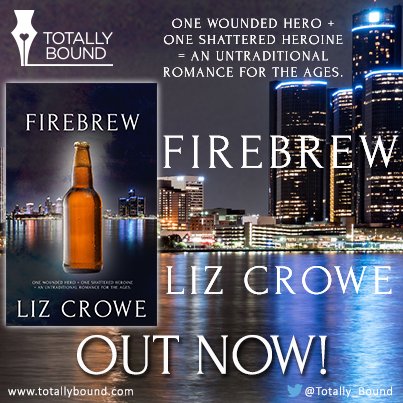 TOTALLY
BOUND
ONE WOUNDED HERO +
ONE SHATTERED HEROINE
= AN UNTRADITIONAL
ROMANCE FOR THE AGES.
FIREBREW
ONE WOUNDED HERO + ONE SHATTERED HEROINE
= AN UNTRADITIONAL ROMANCE FOR THE AGES.
LIZ CROWE
FIREBREW
LIZ CROWE
OUT NOW!
www.totallybound.com
@Totally_Bound